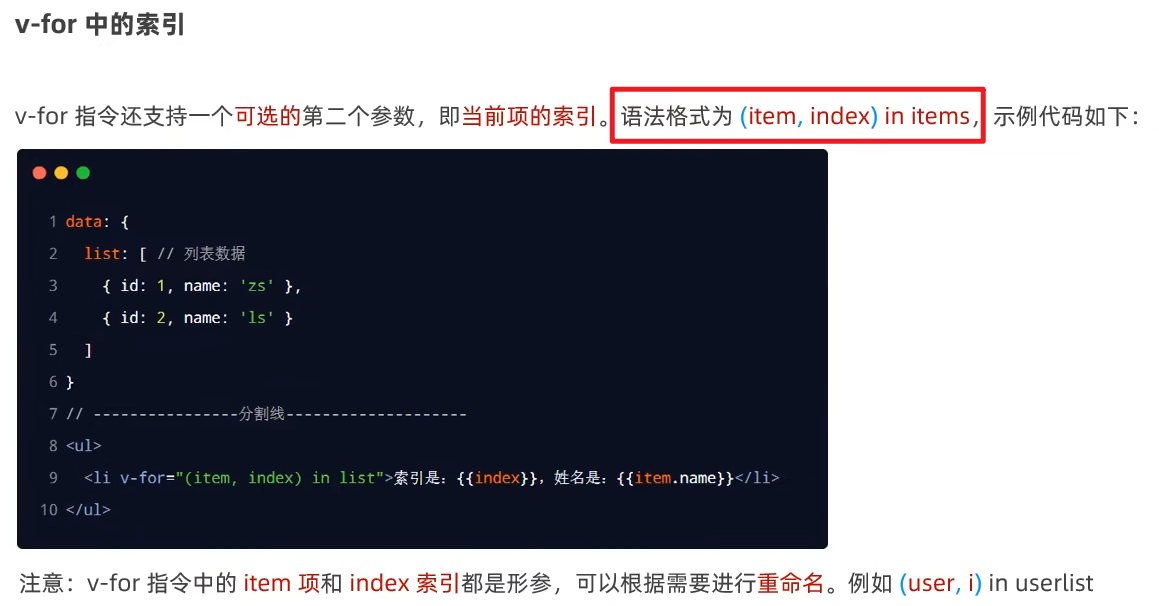 v-for 中的索引
v-for 指令还支持一个可选的第二个参数，即当前项的索引。语法格式为 (item, index) in items，示例代码如下：
1 data: {
2   list: [ // 列表数据
3     { id: 1, name: 'zs' },
4     { id: 2, name: 'ls' }
5   ]
6 }
7 // ----------------分割线--------------------
8 <ul>
9   <li v-for="(item, index) in list">索引是：{{index}}，姓名是：{{item.name}}</li>
10 </ul>
注意：v-for 指令中的 item 项和 index 索引都是形参，可以根据需要进行重命名。例如 (user, i) in userlist